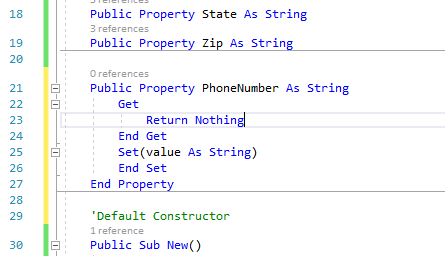 5 references
18 Public Property State As String
3 references
19 Public Property Zip As String
20
0 references
21 Public Property PhoneNumber As String
22 Get
23 Return Nothing
24 End Get
25 Set(value As String)
26 End Set
27 End Property
28
29 'Default Constructor
1 reference
30 Public Sub New()